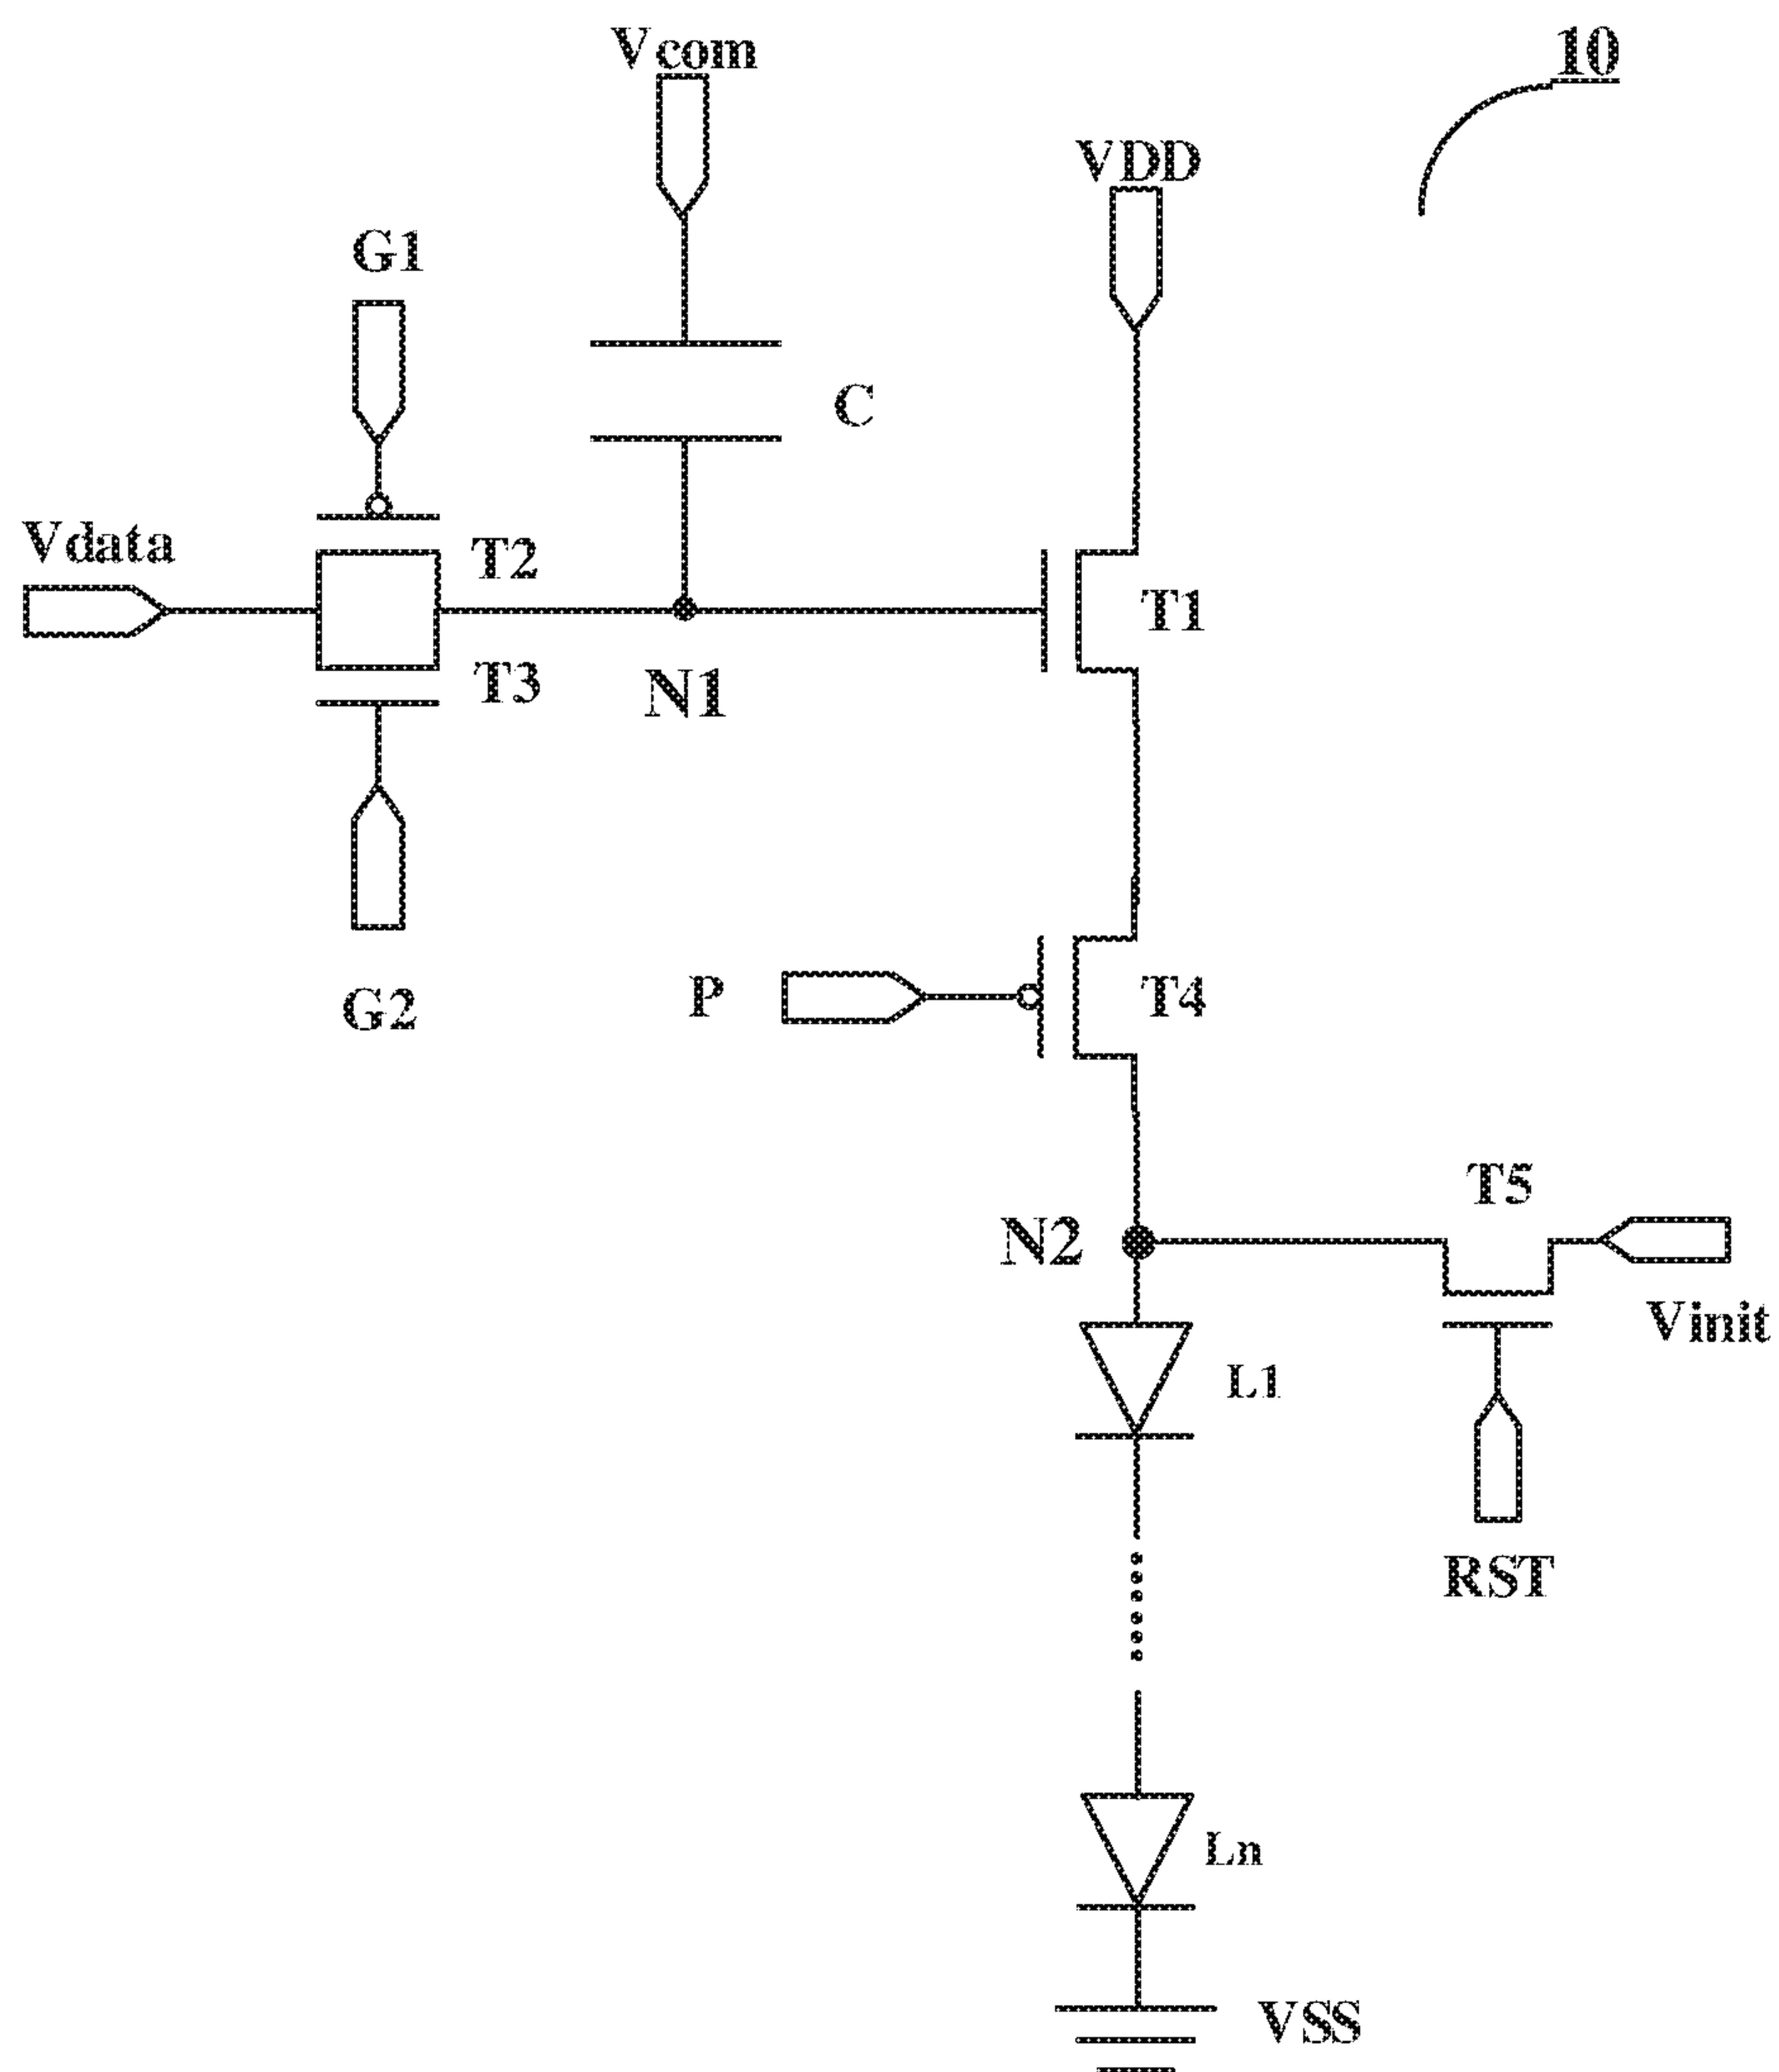 Vcom
10
VDD
G1
C
Vdata
T2
T1
T3
N1
G2
P
T4
T5
N2
Vinit
L1
RST
Ln
VSS